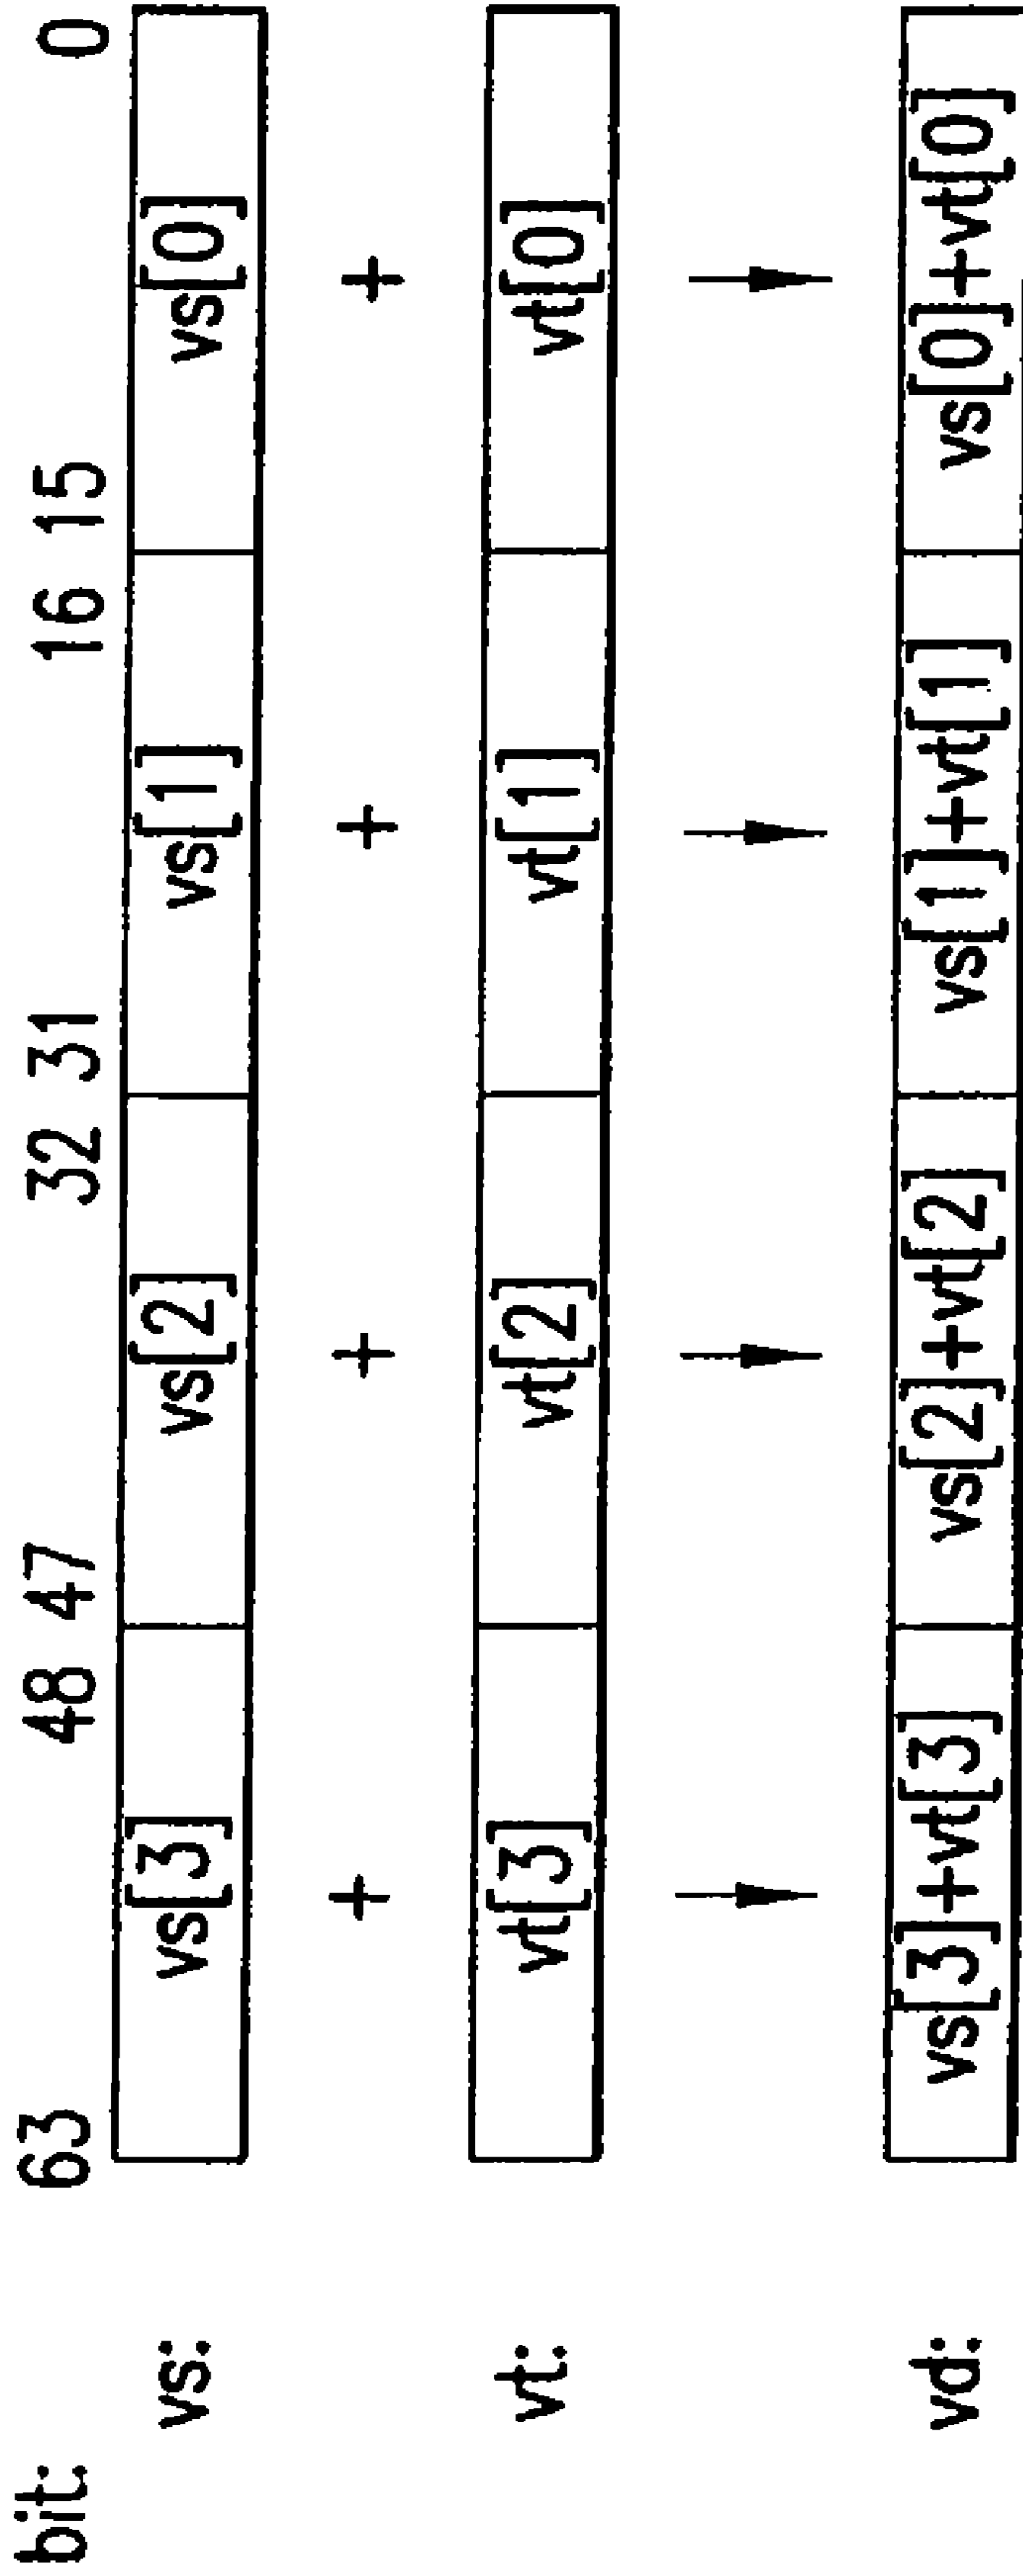 bit: 63 48 47 32 31 16 15 0
vs: vs[3] vs[2] vs[1] vs[0]
+ + + +
vt: vt[3] vt[2] vt[1] vt[0]
vd: vs[3]+vt[3] vs[2]+vt[2] vs[1]+vt[1] vs[0]+vt[0]